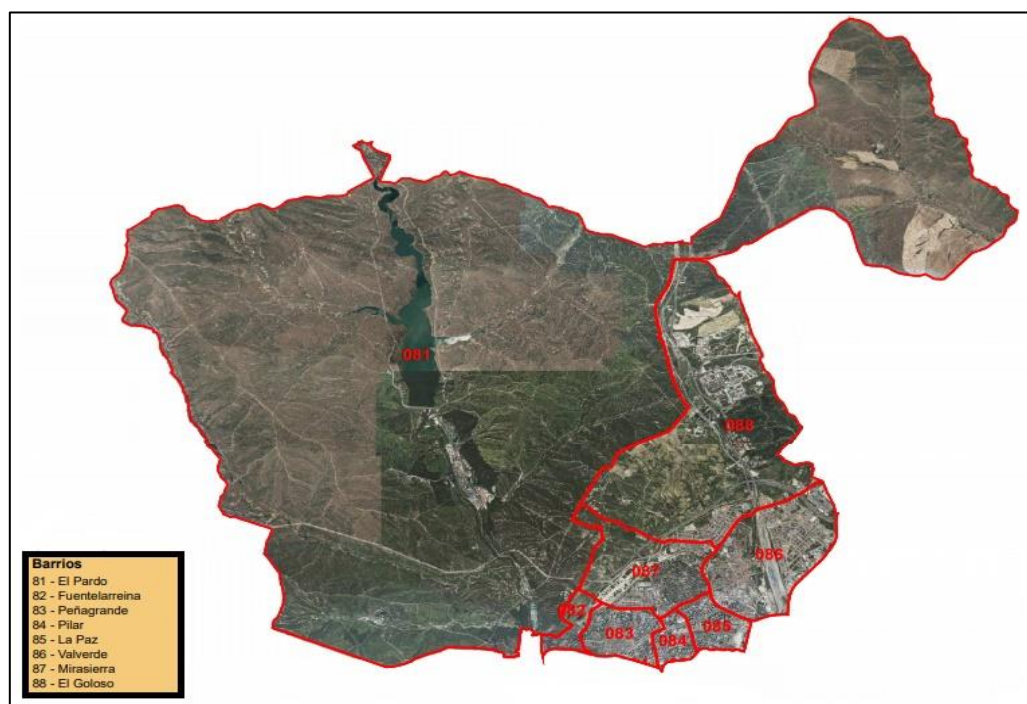 081
088
086
087
082
083
084
085
Barrios
81 - El Pardo
82 - Fuentelarreina
83 - Peñagrande
84 - Pilar
85 - La Paz
86 - Valverde
87 - Mirasierra
88 - El Goloso